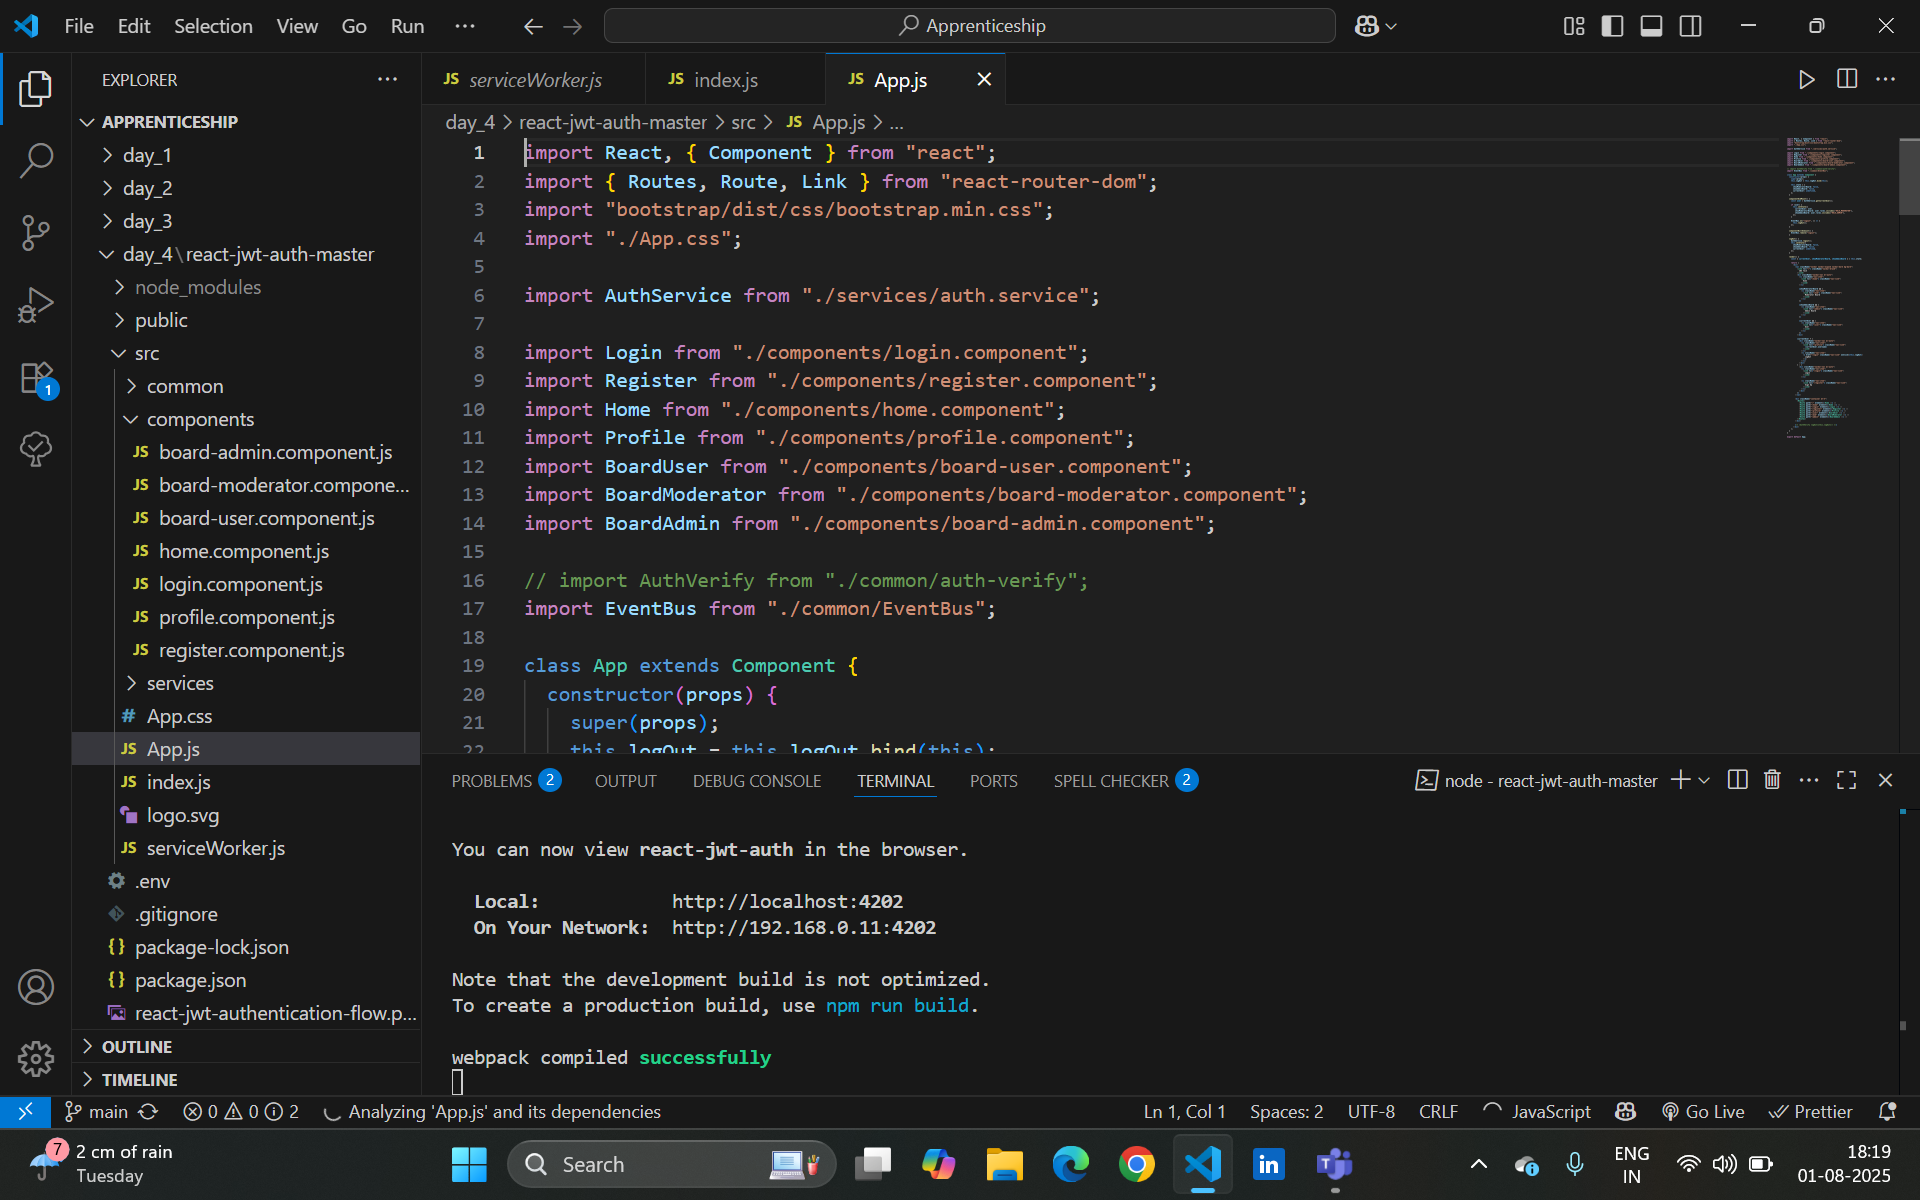 File Edit Selection View Go Run ... Apprenticeship
EXPLORER ...
APPRENTICESHIP
day_1
day_2
day_3
day_4\react-jwt-auth-master
node_modules
public
src
common
components
JS board-admin.component.js
JS board-moderator.compone...
JS board-user.component.js
JS home.component.js
JS login.component.js
JS profile.component.js
JS register.component.js
services
# App.css
JS App.js
JS index.js
logo.svg
JS serviceWorker.js
.env
.gitignore
{} package-lock.json
{} package.json
react-jwt-authentication-flow.p...
OUTLINE
TIMELINE
1
JS serviceWorker.js JS index.js JS App.js
day_4 > react-jwt-auth-master > src > JS App.js > ...
1 import React, { Component } from "react";
2 import { Routes, Route, Link } from "react-router-dom";
3 import "bootstrap/dist/css/bootstrap.min.css";
4 import "./App.css";
5
6 import AuthService from "./services/auth.service";
7
8 import Login from "./components/login.component";
9 import Register from "./components/register.component";
10 import Home from "./components/home.component";
11 import Profile from "./components/profile.component";
12 import BoardUser from "./components/board-user.component";
13 import BoardModerator from "./components/board-moderator.component";
14 import BoardAdmin from "./components/board-admin.component";
15
16 // import AuthVerify from "./common/auth-verify";
17 import EventBus from "./common/EventBus";
18
19 class App extends Component {
20 constructor(props) {
21 super(props);
22 this.logOut = this.logOut.bind(this);
PROBLEMS 2 OUTPUT DEBUG CONSOLE TERMINAL PORTS SPELL CHECKER 2 node - react-jwt-auth-master
You can now view react-jwt-auth in the browser.
Local: http://localhost:4202
On Your Network: http://192.168.0.11:4202
Note that the development build is not optimized.
To create a production build, use npm run build.
webpack compiled successfully
main 0 0 2 Analyzing 'App.js' and its dependencies Ln 1, Col 1 Spaces: 2 UTF-8 CRLF JavaScript Go Live Prettier
7 2 cm of rain
Tuesday
Search
ENG
IN
18:19
01-08-2025